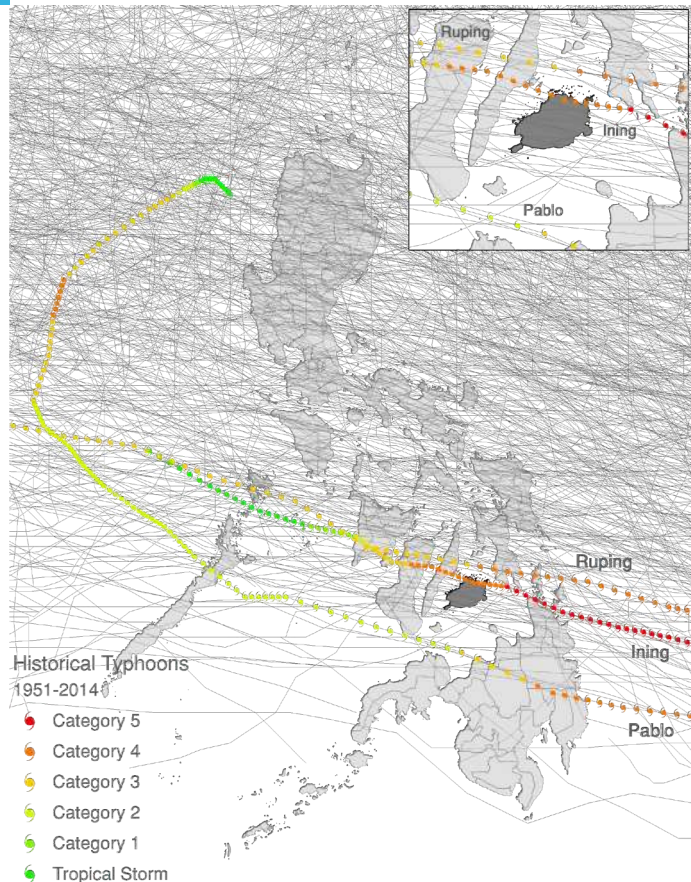 Ruping
Ining
Pablo
Ruping
Ining
Pablo
Historical Typhoons
1951-2014
Category 5
Category 4
Category 3
Category 2
Category 1
Tropical Storm